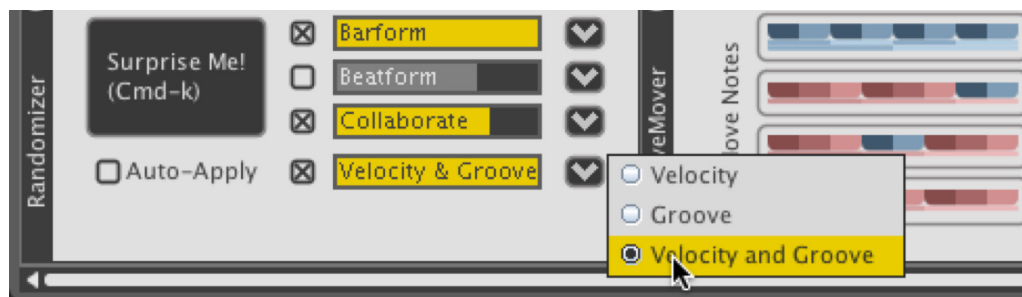 Randomizer
Surprise Me!
(Cmd-k)
Auto-Apply
Barform
Beatform
Collaborate
Velocity & Groove
Velocity
Groove
Velocity and Groove
veMover
ove Notes